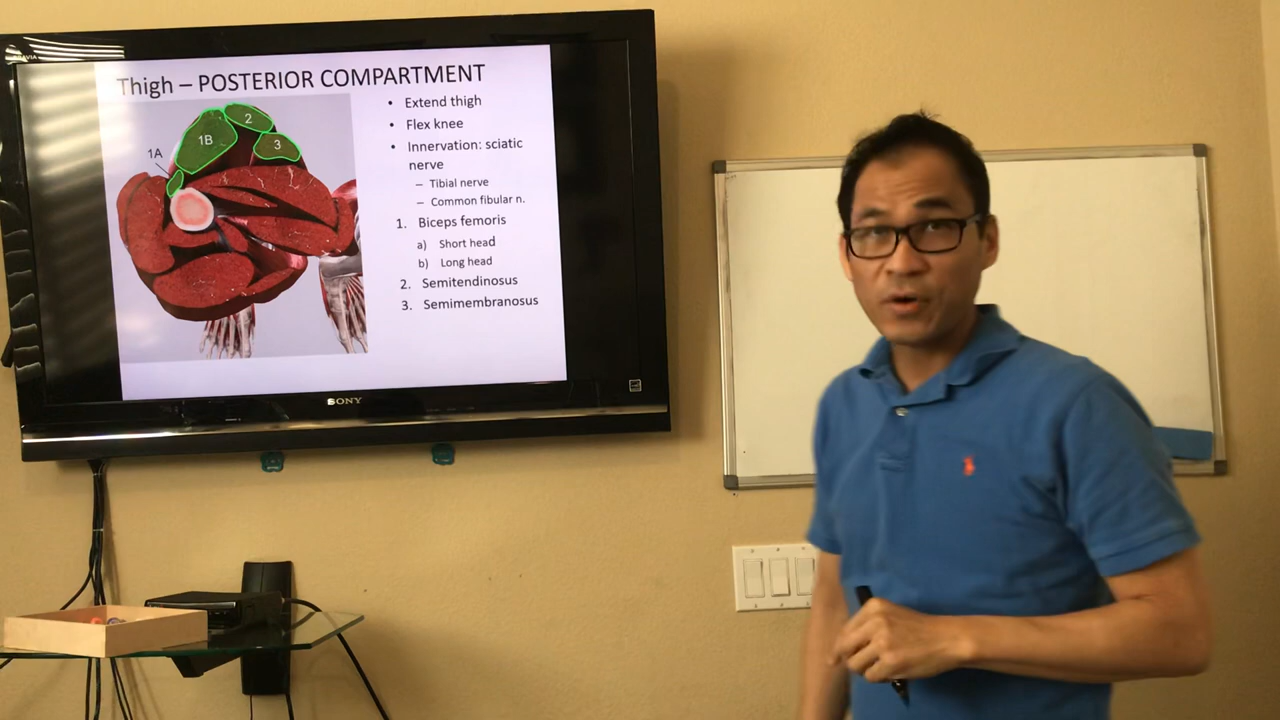 Thigh – POSTERIOR COMPARTMENT
1A
1B
2
3
• Extend thigh
• Flex knee
• Innervation: sciatic
nerve
– Tibial nerve
– Common fibular n.
1. Biceps femoris
a) Short head
b) Long head
2. Semitendinosus
3. Semimembranosus
SONY